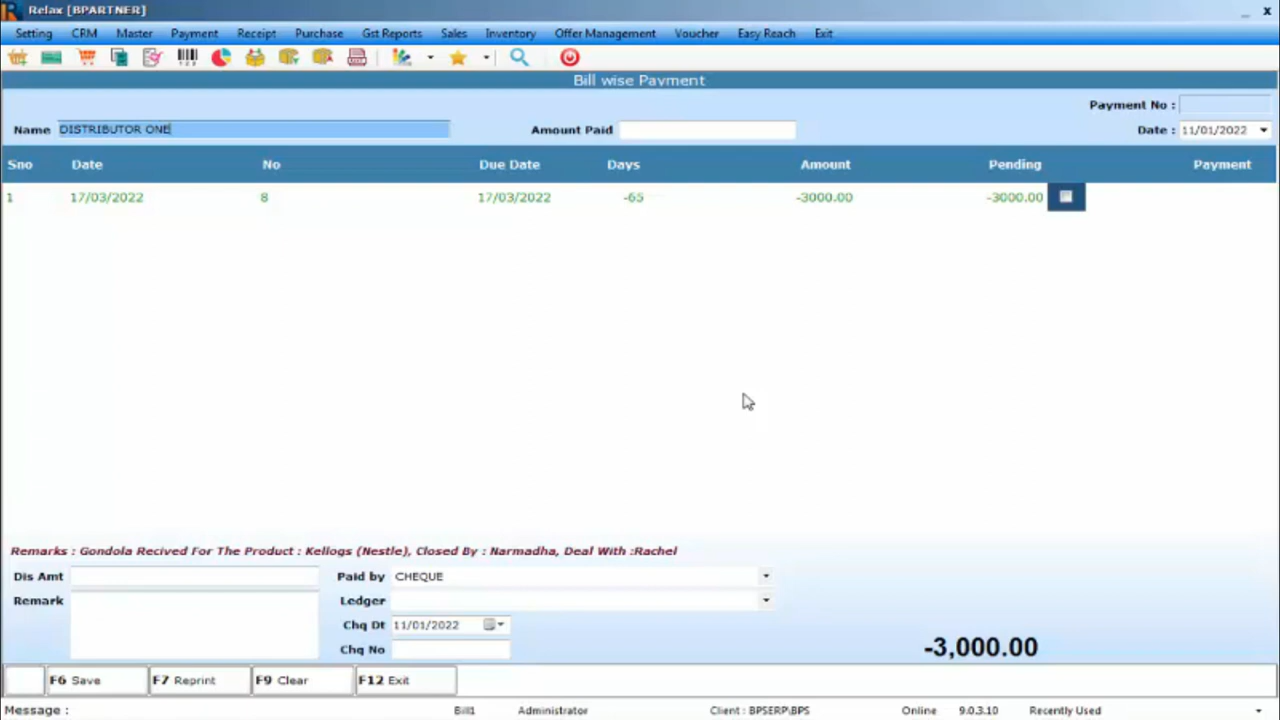 Relax [BPARTNER]
Setting CRM Master Payment Receipt Purchase Gst Reports Sales Inventory Offer Management Voucher Easy Reach Exit
Bill wise Payment
Payment No :
Name DISTRIBUTOR ONE Amount Paid Date : 11/01/2022
Sno Date No Due Date Days Amount Pending Payment
1 17/03/2022 8 17/03/2022 -65 -3000.00 -3000.00
Remarks : Gondola Recived For The Product : Kellogs (Nestle), Closed By : Narmadha, Deal With :Rachel
Dis Amt Paid by CHEQUE
Remark Ledger
Chq Dt 11/01/2022
Chq No
-3,000.00
F6 Save F7 Reprint F9 Clear F12 Exit
Message : Bill1 Administrator Client : BPSERP\BPS Online 9.0.3.10 Recently Used